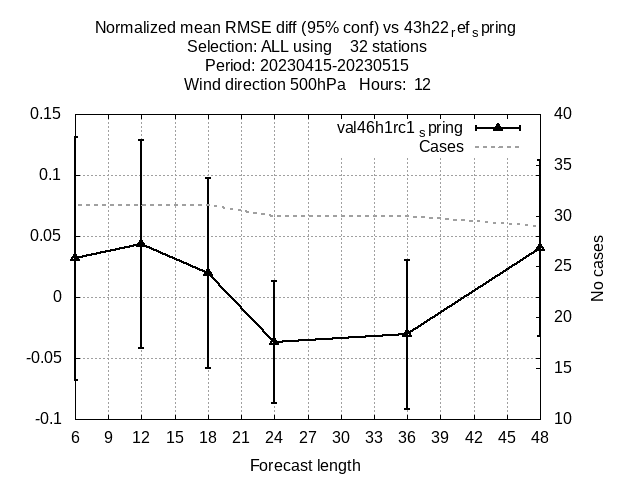 Normalized mean RMSE diff (95% conf) vs 43h22refspring
Selection: ALL using 32 stations
Period: 20230415-20230515
Wind direction 500hPa Hours: 12
0.15
0.1
0.05
0
-0.05
-0.1
val46h1rc1spring
Cases
40
35
30
25
20
15
10
No cases
6 9 12 15 18 21 24 27 30 33 36 39 42 45 48
Forecast length